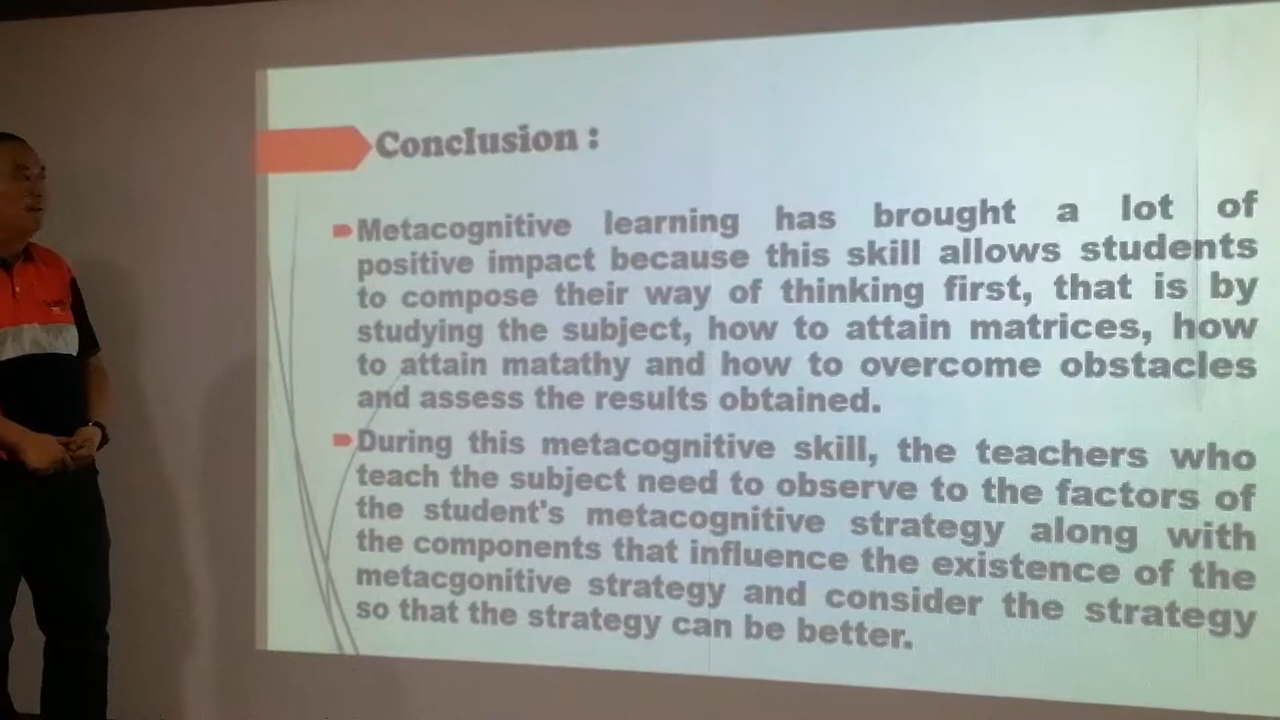 Conclusion :
Metacognitive learning has brought a lot of
positive impact because this skill allows students
to compose their way of thinking first, that is by
studying the subject, how to attain matrices, how
to attain matathy and how to overcome obstacles
and assess the results obtained.
During this metacognitive skill, the teachers who
teach the subject need to observe to the factors of
the student's metacognitive strategy along with
the components that influence the existence of the
metacgonitive strategy and consider the strategy
so that the strategy can be better.